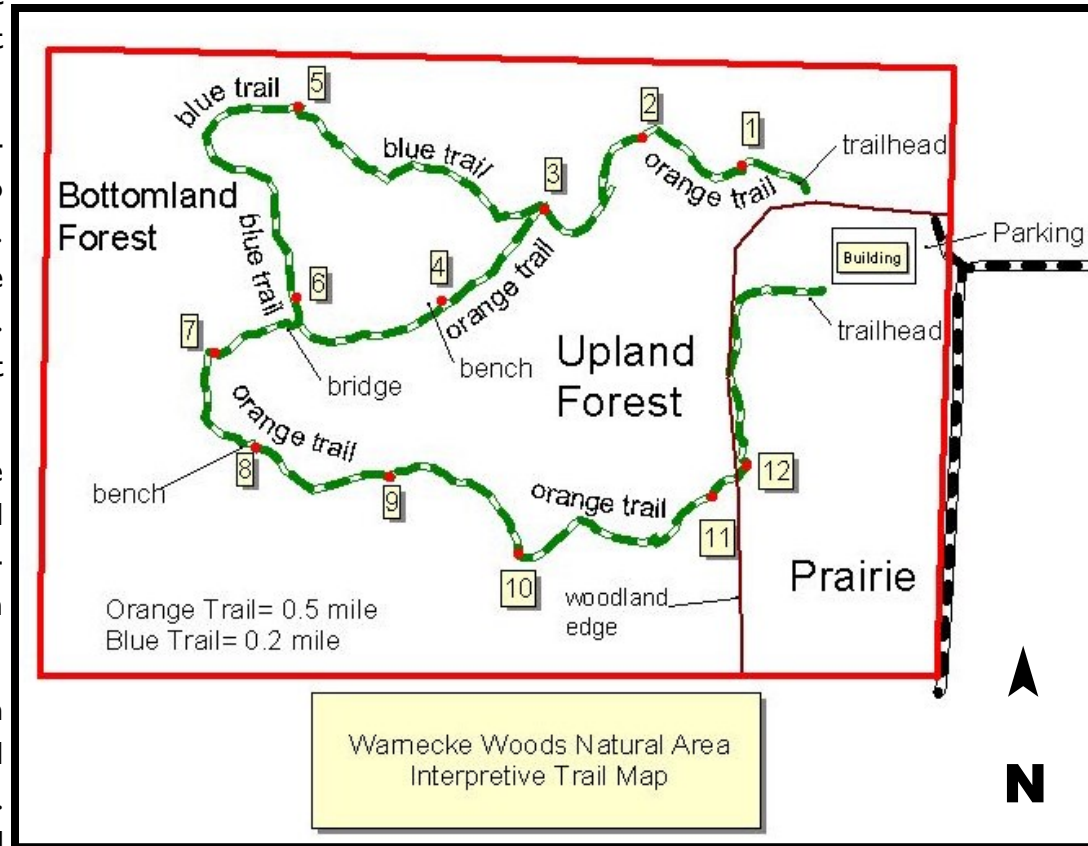 5
blue trail
2
1
trailhead
blue trail
orange trail
3
Bottomland
Forest
Parking
Building
4
blue trail
orange trail
6
trailhead
7
bench
Upland
Forest
bridge
orange trail
8
12
bench
9
orange trail
11
10
woodland
edge
Prairie
Orange Trail= 0.5 mile
Blue Trail= 0.2 mile
Warnecke Woods Natural Area
Interpretive Trail Map
N